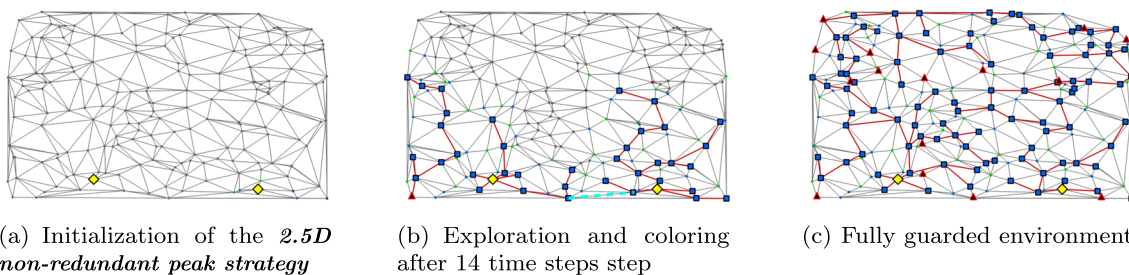 (a) Initialization of the 2.5D
non-redundant peak strategy
(b) Exploration and coloring
after 14 time steps step
(c) Fully guarded environment